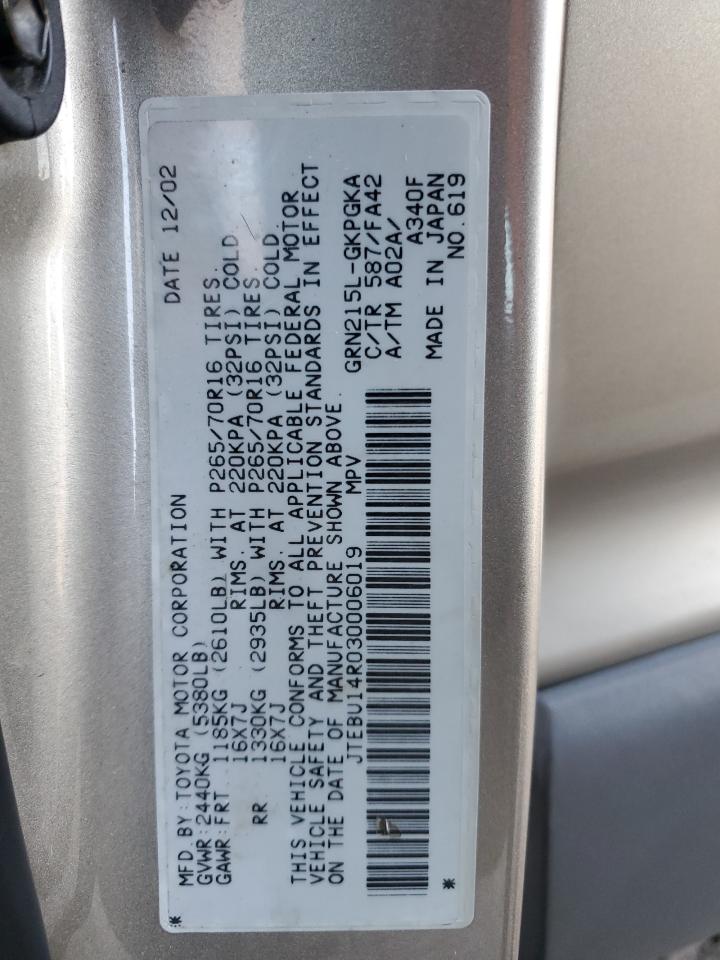 MFD.BY:TOYOTA MOTOR CORPORATION DATE 12/02
GVWR:2440KG (5380LB)
GAWR:FRT. 1185KG (2610LB) WITH P265/70R16 TIRES.
16X7J RIMS. AT 220KPA (32PSI) COLD.
RR. 1330KG (2935LB) WITH P265/70R16 TIRES.
16X7J RIMS. AT 220KPA (32PSI) COLD.
THIS VEHICLE CONFORMS TO ALL APPLICABLE FEDERAL MOTOR
VEHICLE SAFETY AND THEFT PREVENTION STANDARDS IN EFFECT
ON THE DATE OF MANUFACTURE SHOWN ABOVE.
JTEBU14R030006019 MPV
GRN215L-GKPGKA
C/TR 587/FA42
A/TM A02A/
A340F
MADE IN JAPAN
NO.619